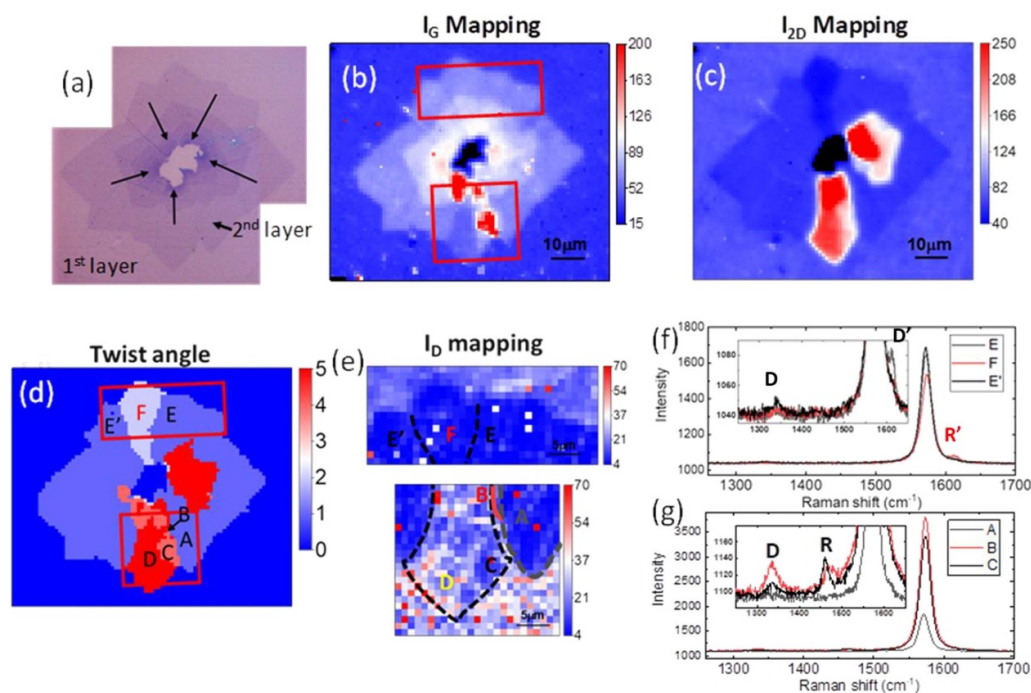 I_G Mapping
I_2D Mapping
(a)
1st layer
2nd layer
(b)
200
163
126
89
52
15
10μm
(c)
250
208
166
124
82
40
10μm
Twist angle
(d)
F
E
E'
B
A
D
C
5
4
3
2
1
0
I_D mapping
(e)
E'
F
E
5μm
70
54
37
21
4
B
A
C
D
5μm
70
54
37
21
4
(f)
1800
1600
1400
1200
1000
Intensity
1080
1060
1040
1300
1400
1500
1600
D
D'
E
F
E'
R'
1300
1400
1500
1600
1700
Raman shift (cm-1)
(g)
3500
3000
2500
2000
1500
1000
Intensity
1140
1120
1100
1300
1400
1500
1600
D
R
A
B
C
1300
1400
1500
1600
1700
Raman shift (cm-1)